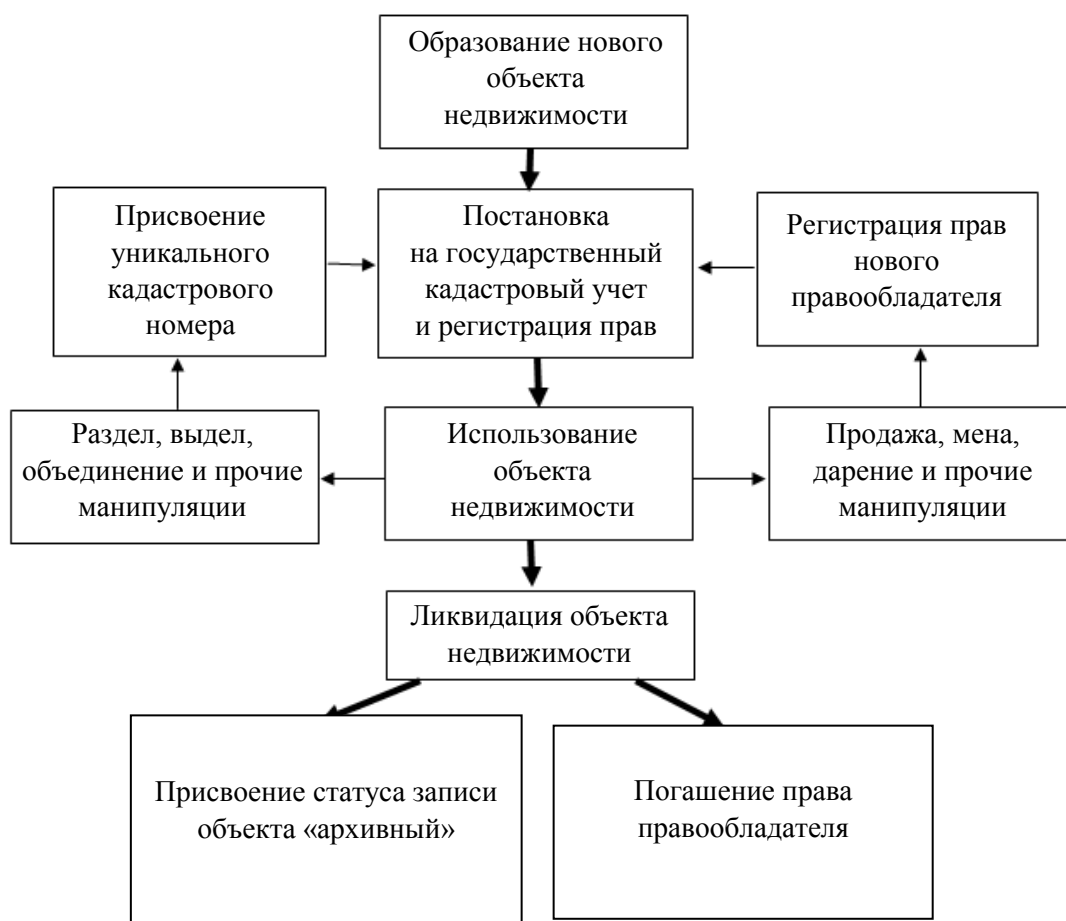 Образование нового
объекта
недвижимости
Присвоение
уникального
кадастрового
номера
Постановка
на государственный
кадастровый учет
и регистрация прав
Регистрация прав
нового
правообладателя
Раздел, выдел,
объединение и прочие
манипуляции
Использование
объекта
недвижимости
Продажа, мена,
дарение и прочие
манипуляции
Ликвидация объекта
недвижимости
Присвоение статуса записи
объекта «архивный»
Погашение права
правообладателя